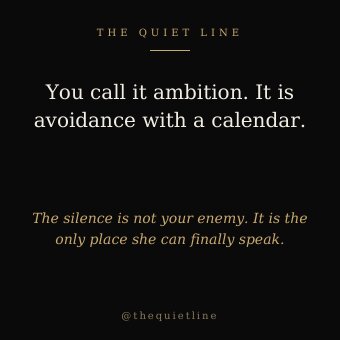 THE QUIET LINE
You call it ambition. It is
avoidance with a calendar.
The silence is not your enemy. It is the
only place she can finally speak.
@thequietline